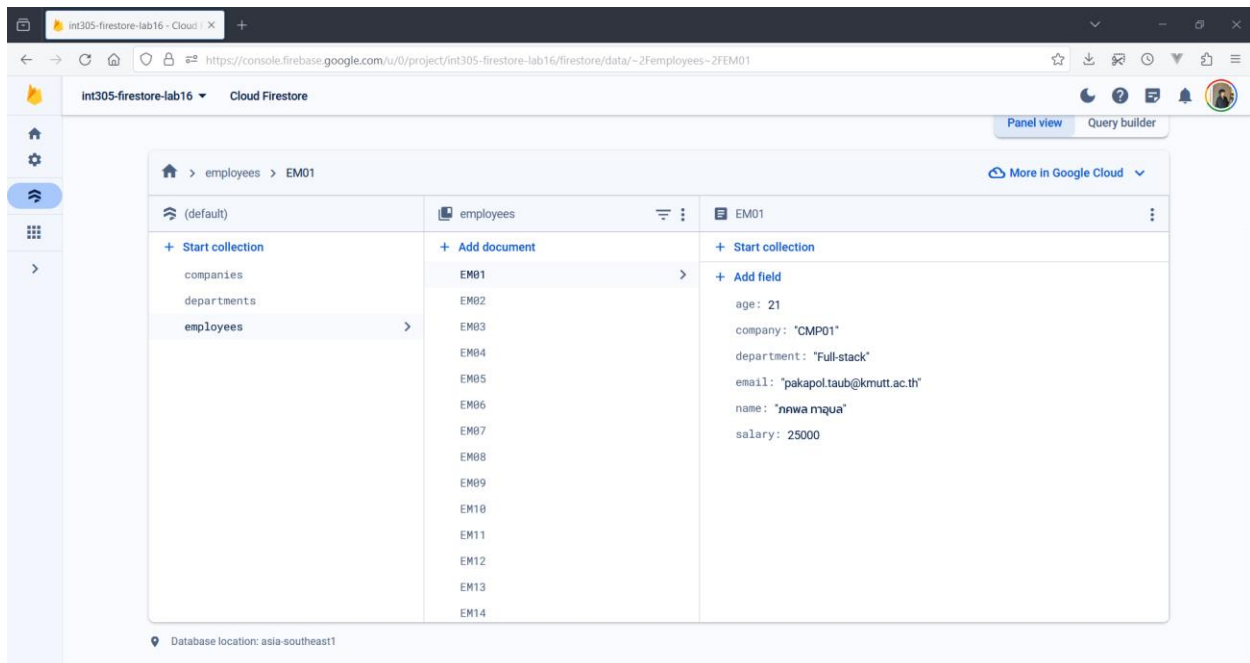 int305-firestore-lab16 - Cloud F
https://console.firebase.google.com/u/0/project/int305-firestore-lab16/firestore/data/~2Femployees~2FEM01
int305-firestore-lab16
Cloud Firestore
Panel view
Query builder
employees
EM01
More in Google Cloud
(default)
Start collection
companies
departments
employees
employees
Add document
EM01
EM02
EM03
EM04
EM05
EM06
EM07
EM08
EM09
EM10
EM11
EM12
EM13
EM14
EM01
Start collection
Add field
age: 21
company: "CMP01"
department: "Full-stack"
email: "pakapol.taub@kmutt.ac.th"
name: "ภคพล ทาอุบล"
salary: 25000
Database location: asia-southeast1